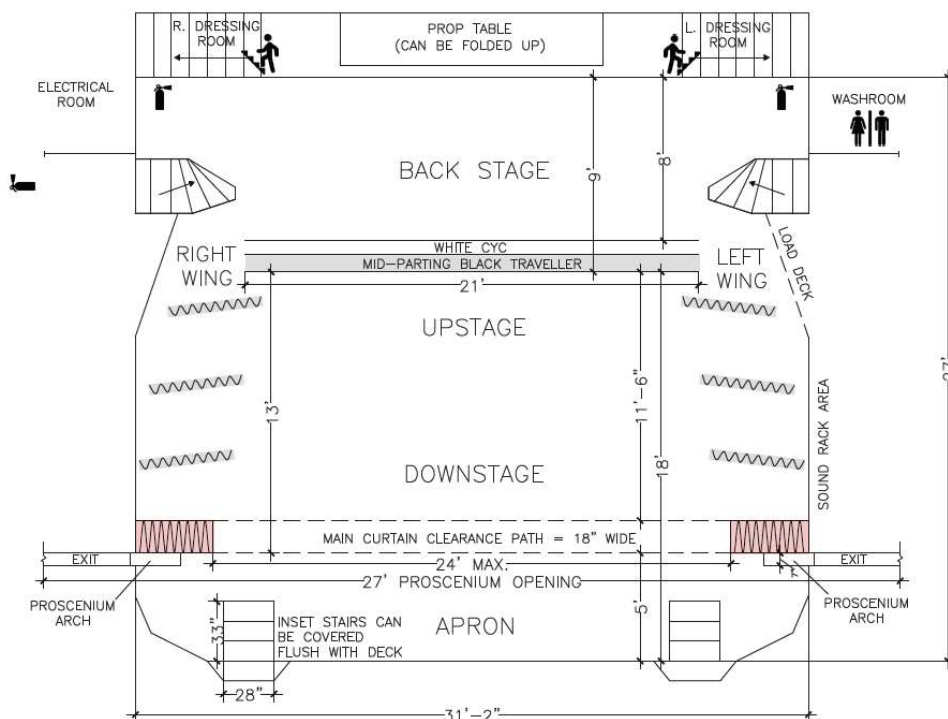 R. DRESSING
ROOM
PROP TABLE
(CAN BE FOLDED UP)
L. DRESSING
ROOM
ELECTRICAL
ROOM
WASHROOM
BACK STAGE
9'
8'
RIGHT
WING
WHITE CYC
MID-PARTING BLACK TRAVELLER
LEFT
WING
LOAD DECK
21'
UPSTAGE
13'
11'-6"
18'
27'
SOUND RACK AREA
DOWNSTAGE
MAIN CURTAIN CLEARANCE PATH = 18" WIDE
EXIT
24' MAX.
EXIT
27' PROSCENIUM OPENING
7"
PROSCENIUM
ARCH
PROSCENIUM
ARCH
33"
INSET STAIRS CAN
BE COVERED
FLUSH WITH DECK
APRON
5'
28"
31'-2"